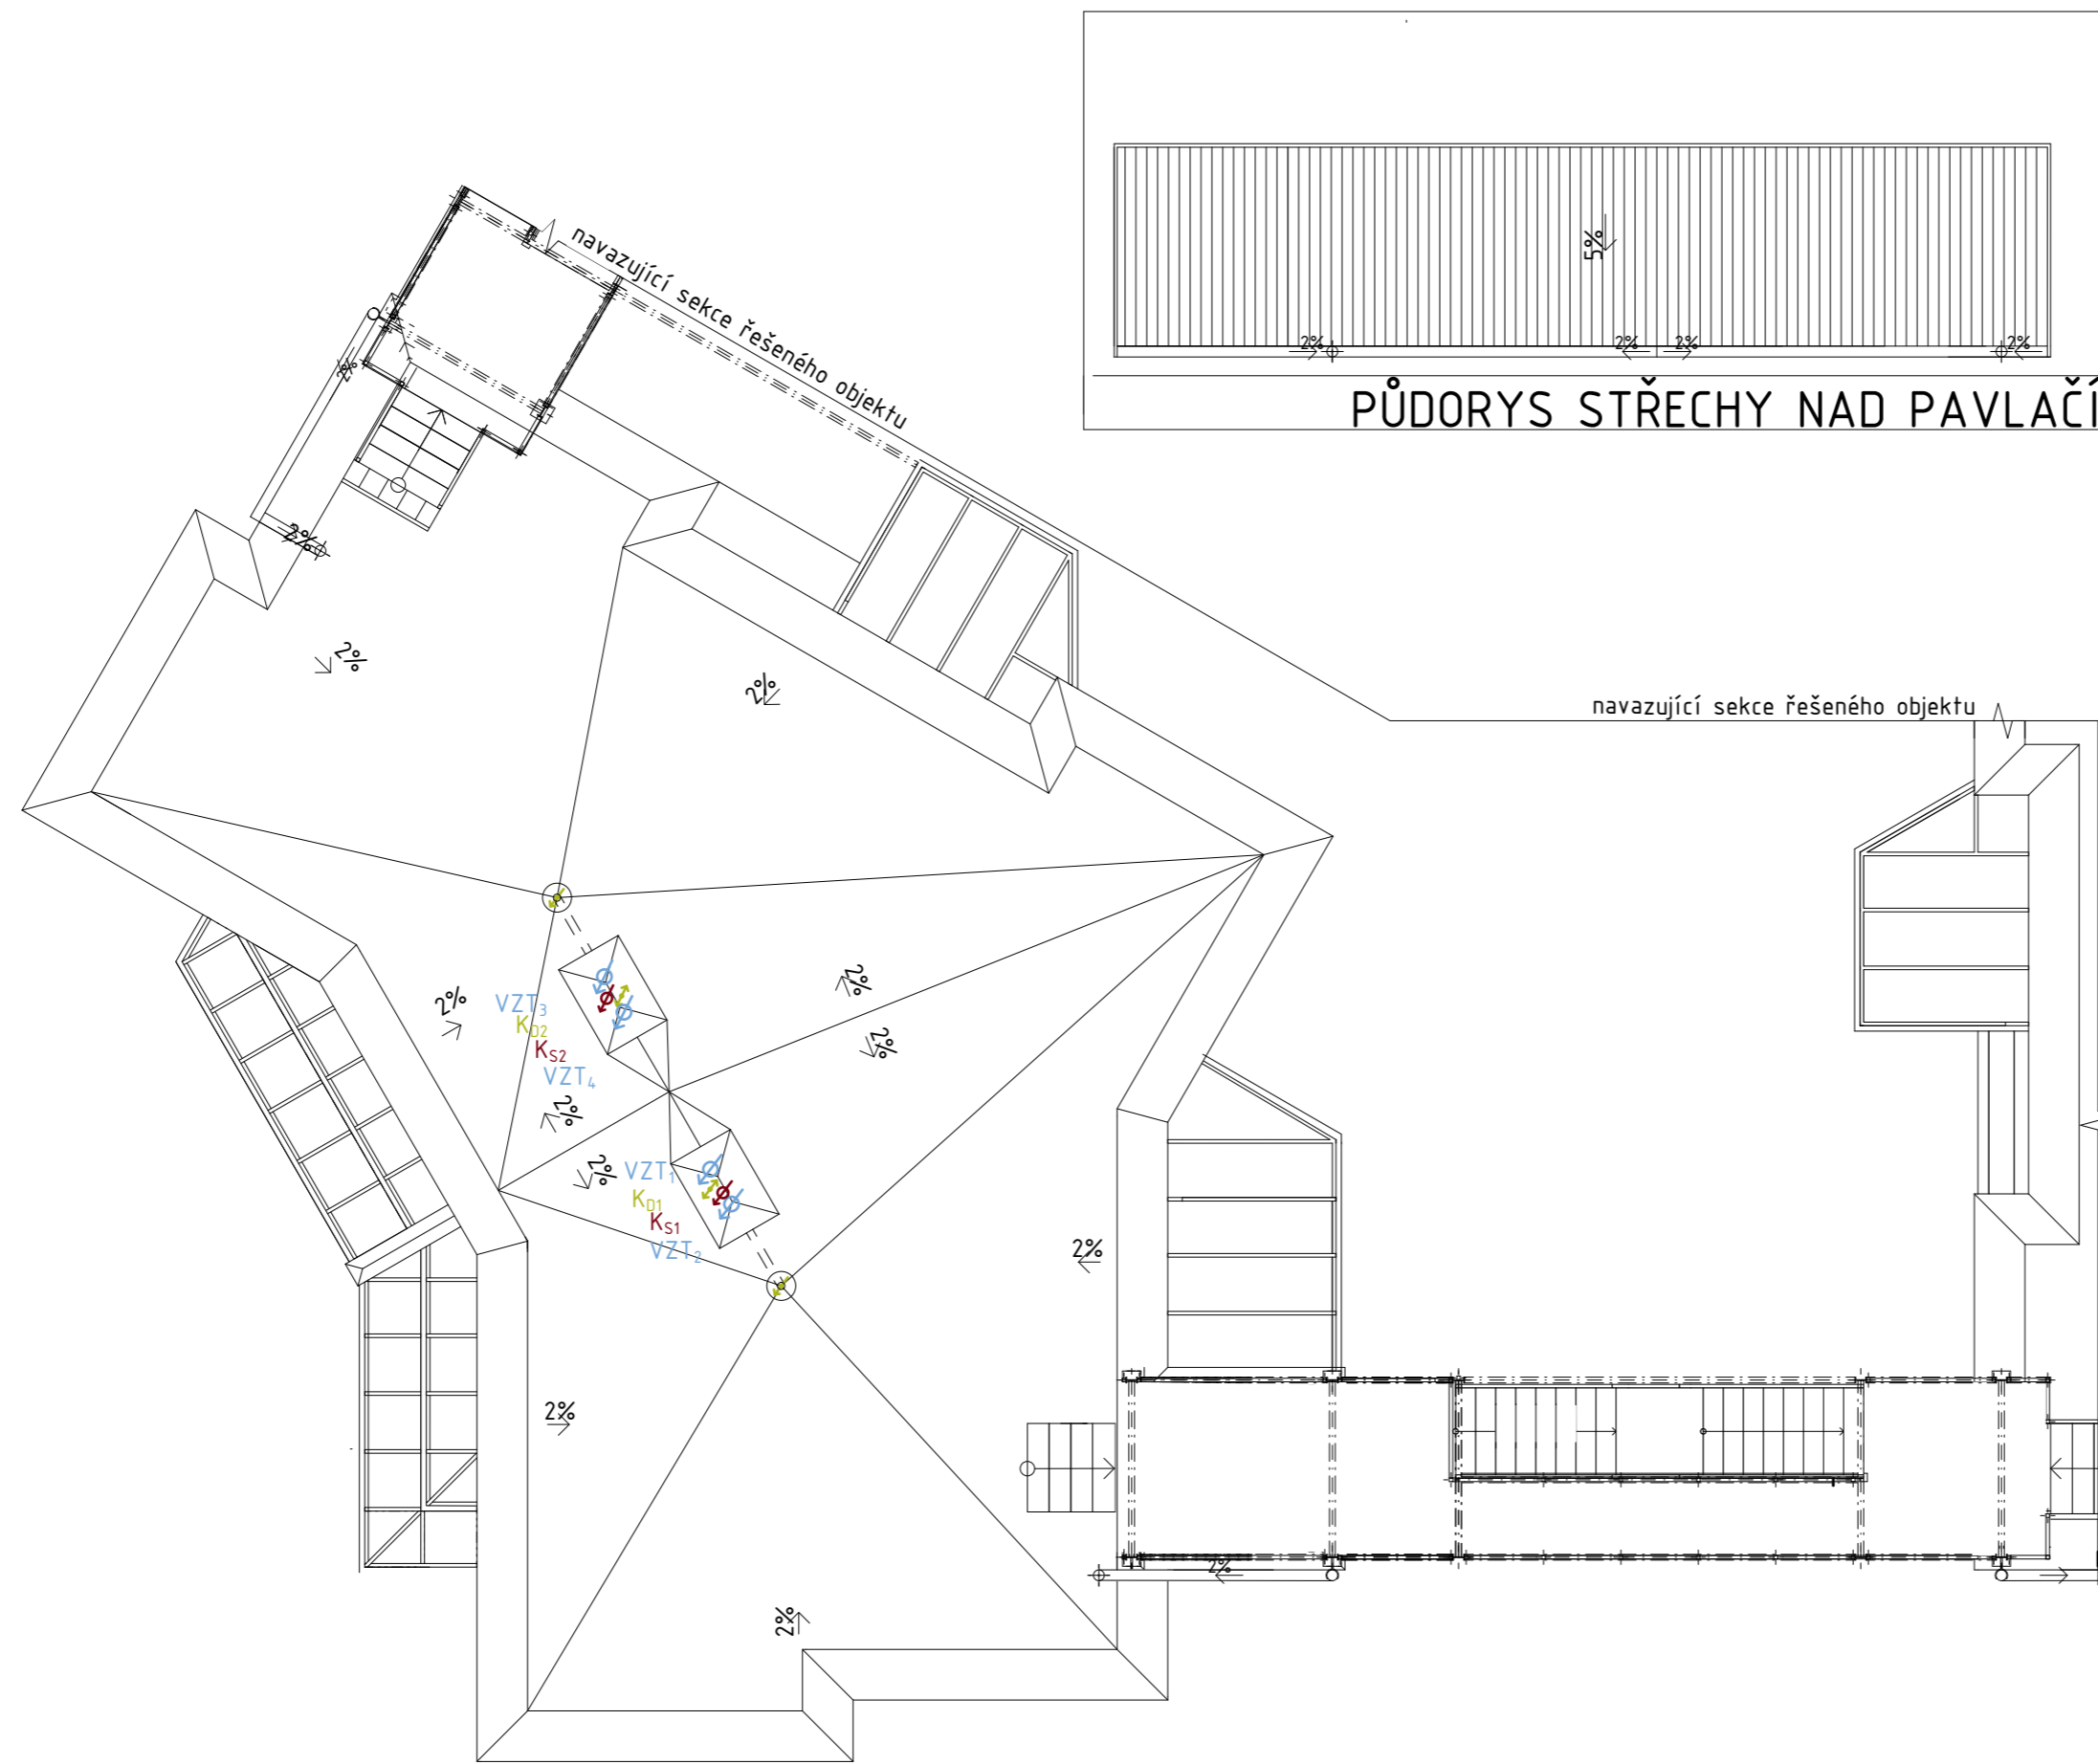 5%
2%
2%
2%
2%
PŮDORYS STŘECHY NAD PAVLAČÍ
navazující sekce řešeného objektu
2%
2%
2%
2%
navazující sekce řešeného objektu
2%
2%
2%
VZT3
KD2
KS2
VZT4
2%
2%
VZT1
KD1
KS1
VZT2
2%
2%
2%
2%